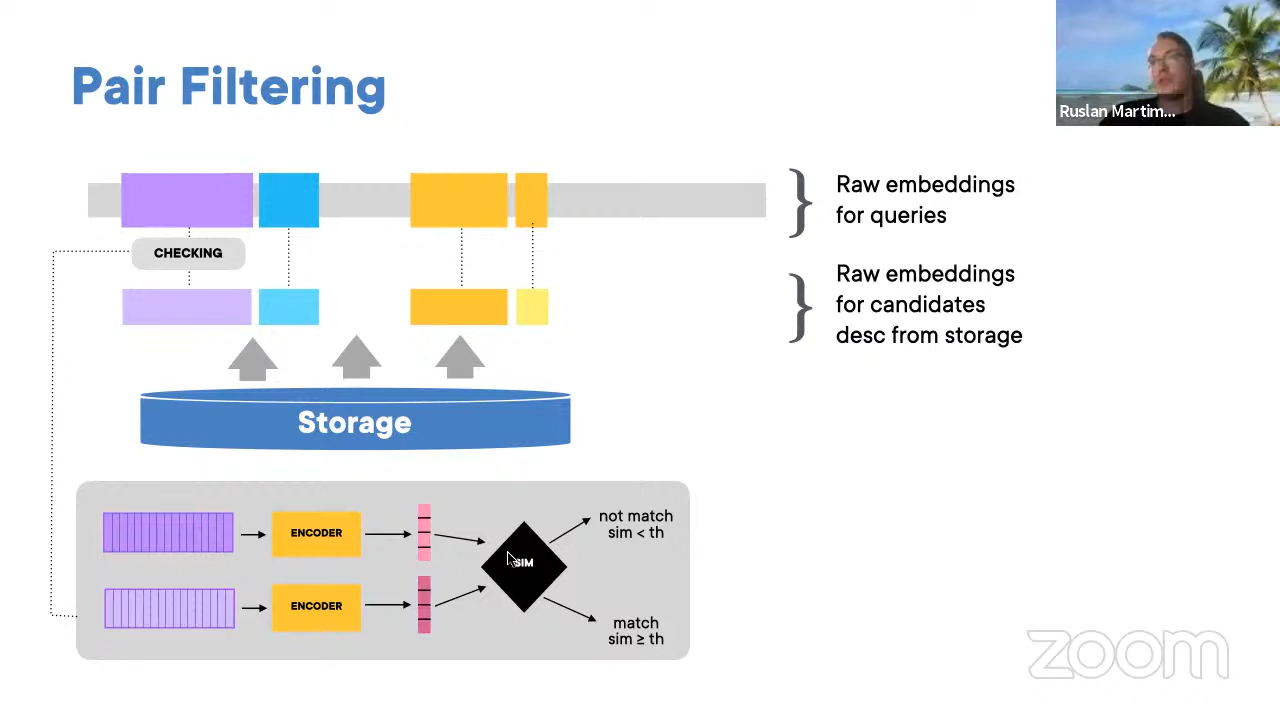 Pair Filtering
Ruslan Martim...
Raw embeddings
for queries
CHECKING
Raw embeddings
for candidates
desc from storage
Storage
ENCODER
not match
sim < th
SIM
ENCODER
match
sim ≥ th
zoom